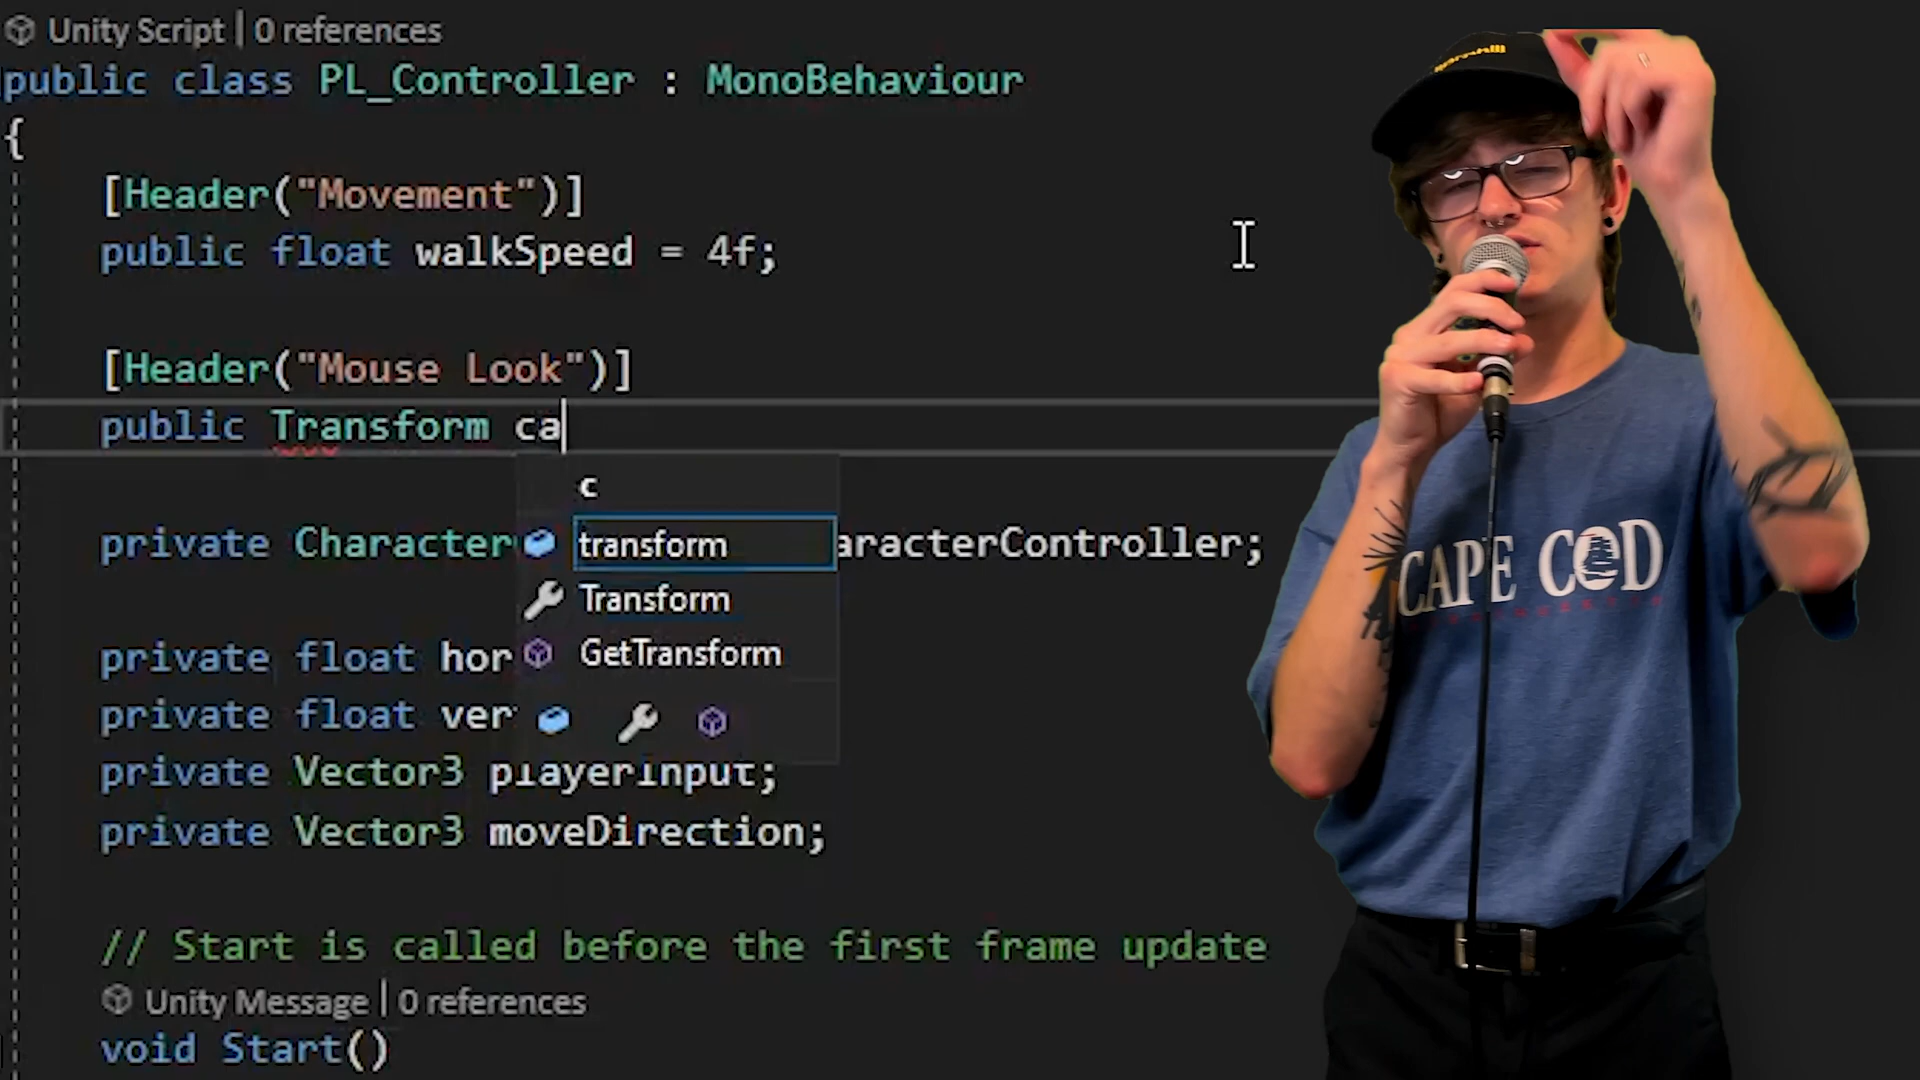 Unity Script | 0 references
public class PL_Controller : MonoBehaviour
{
[Header("Movement")]
public float walkSpeed = 4f;
[Header("Mouse Look")]
public Transform ca
c
private Character aracterController;
transform
Transform
private float hor
GetTransform
private float ver
private Vector3 playerInput;
private Vector3 moveDirection;
// Start is called before the first frame update
Unity Message | 0 references
void Start()
CAPE COD